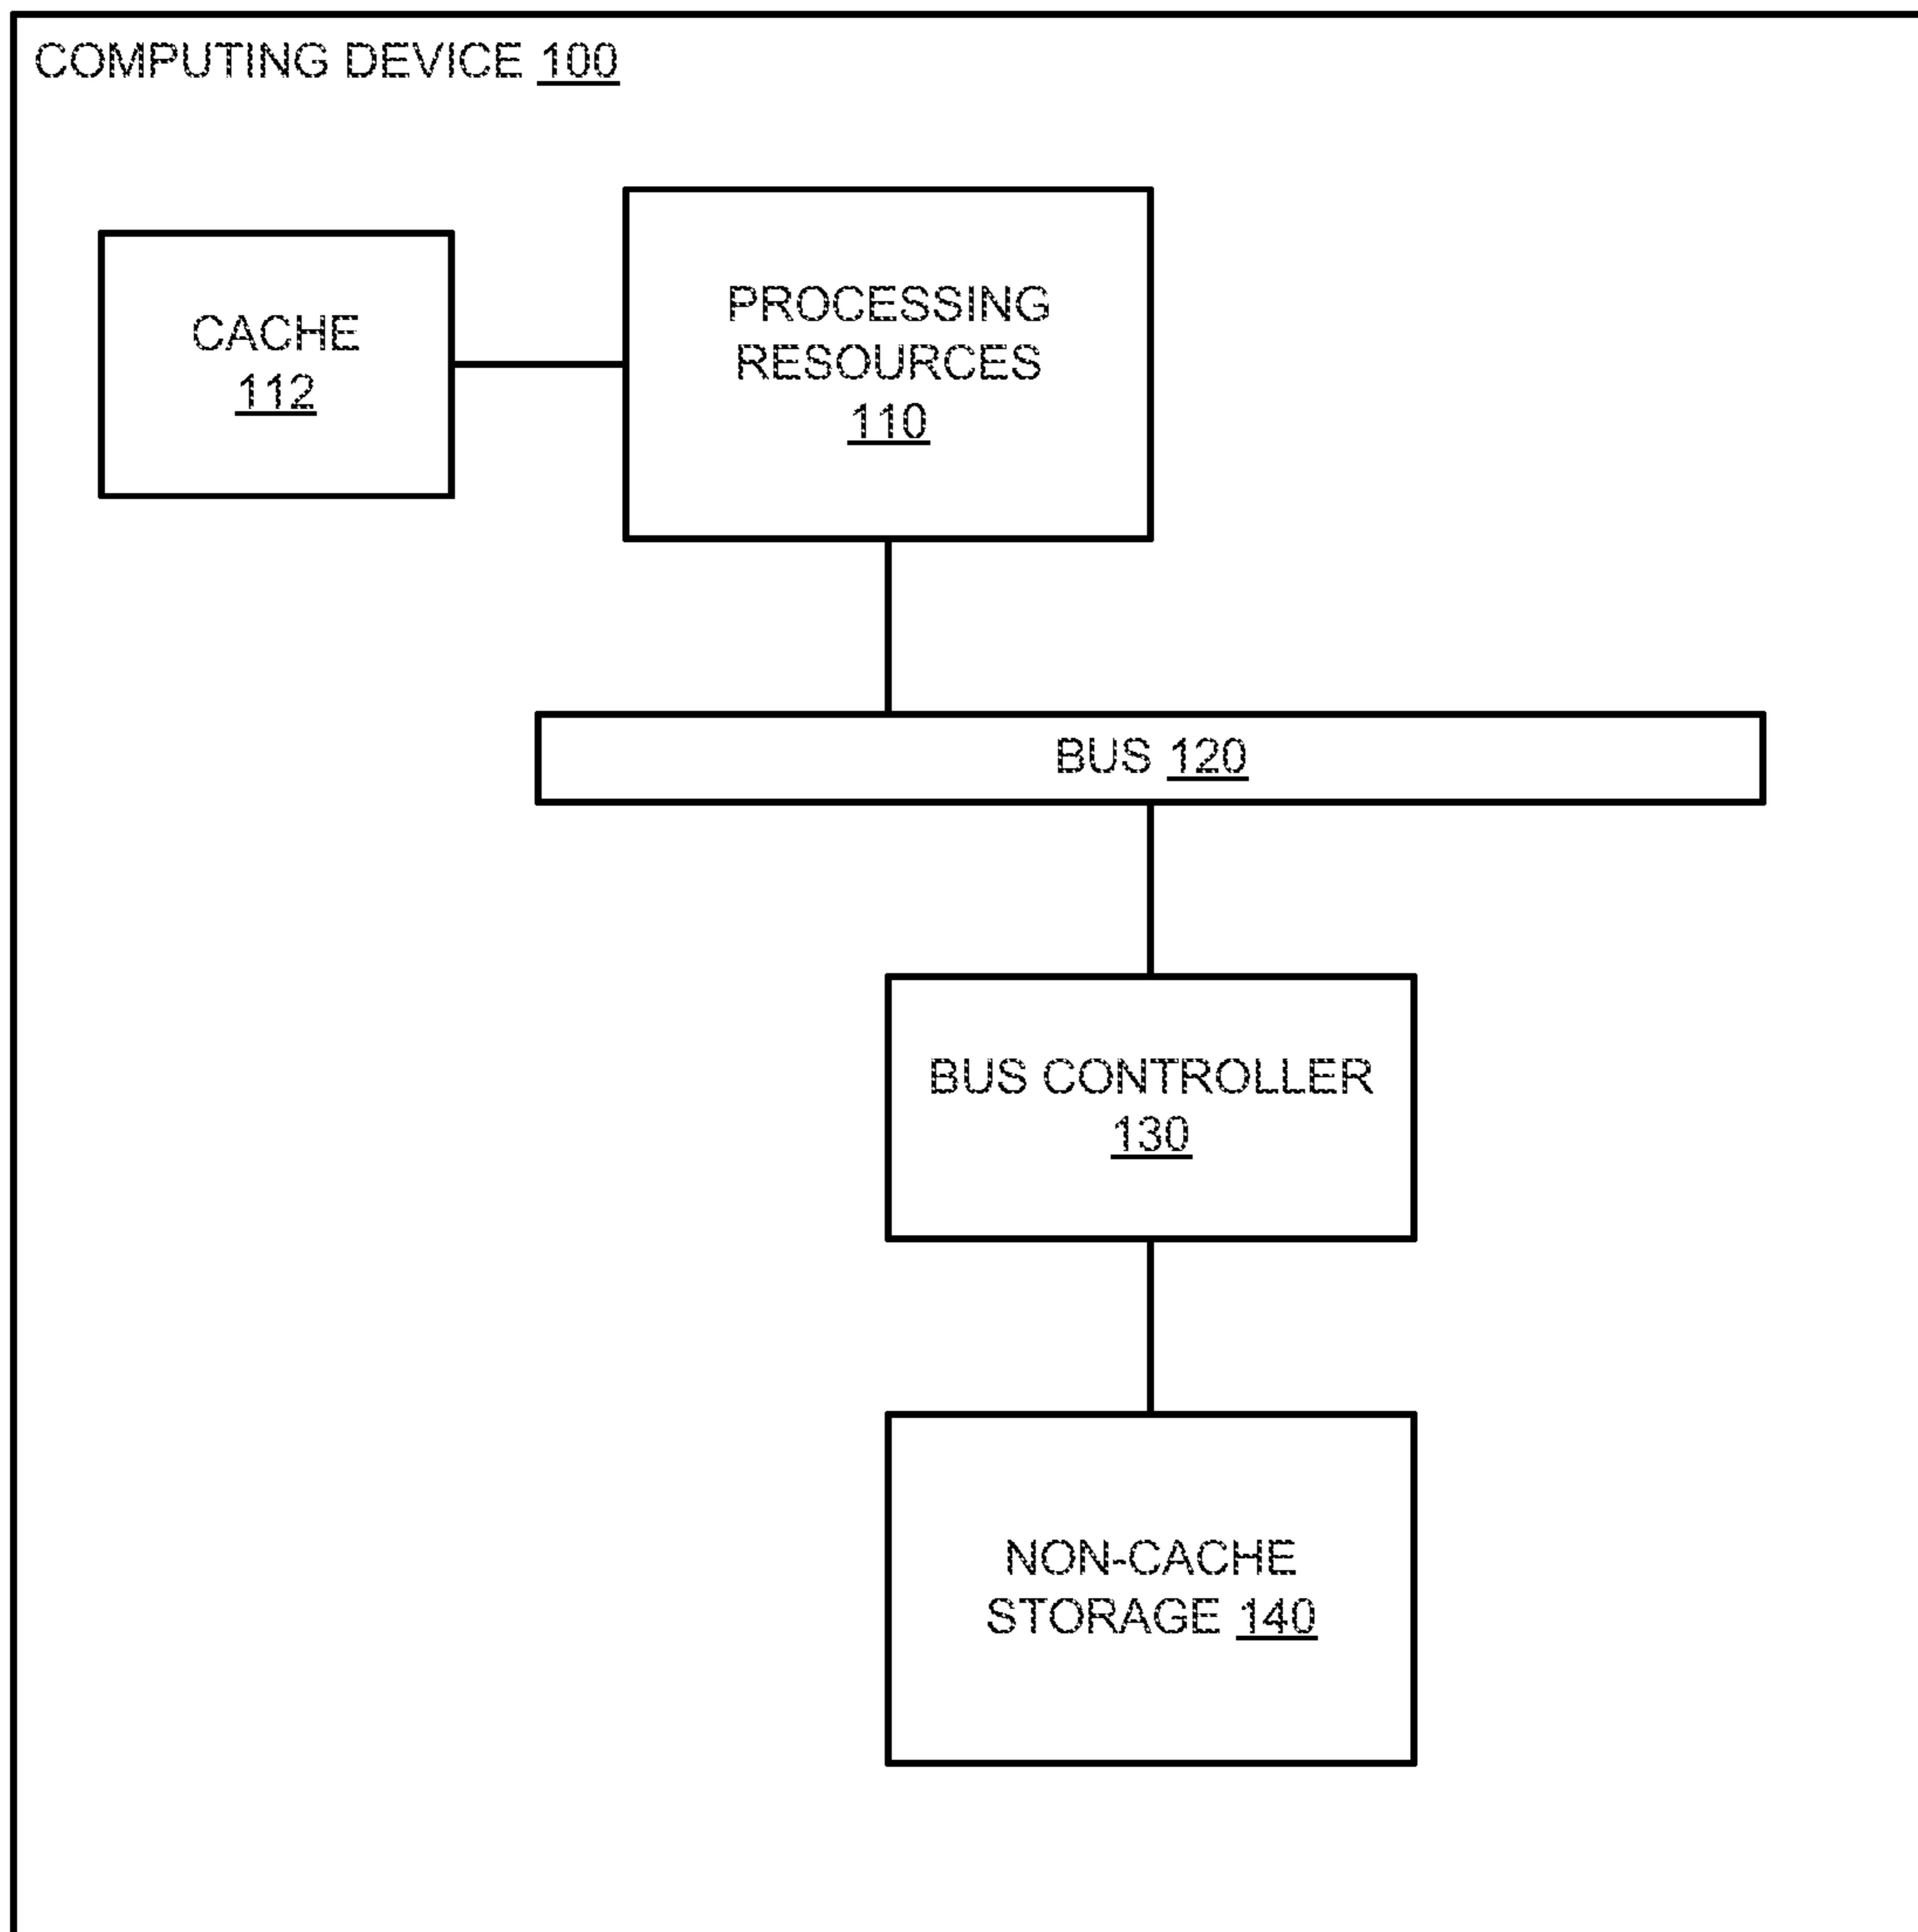 COMPUTING DEVICE 100
CACHE
112
PROCESSING
RESOURCES
110
BUS 120
BUS CONTROLLER
130
NON-CACHE
STORAGE 140